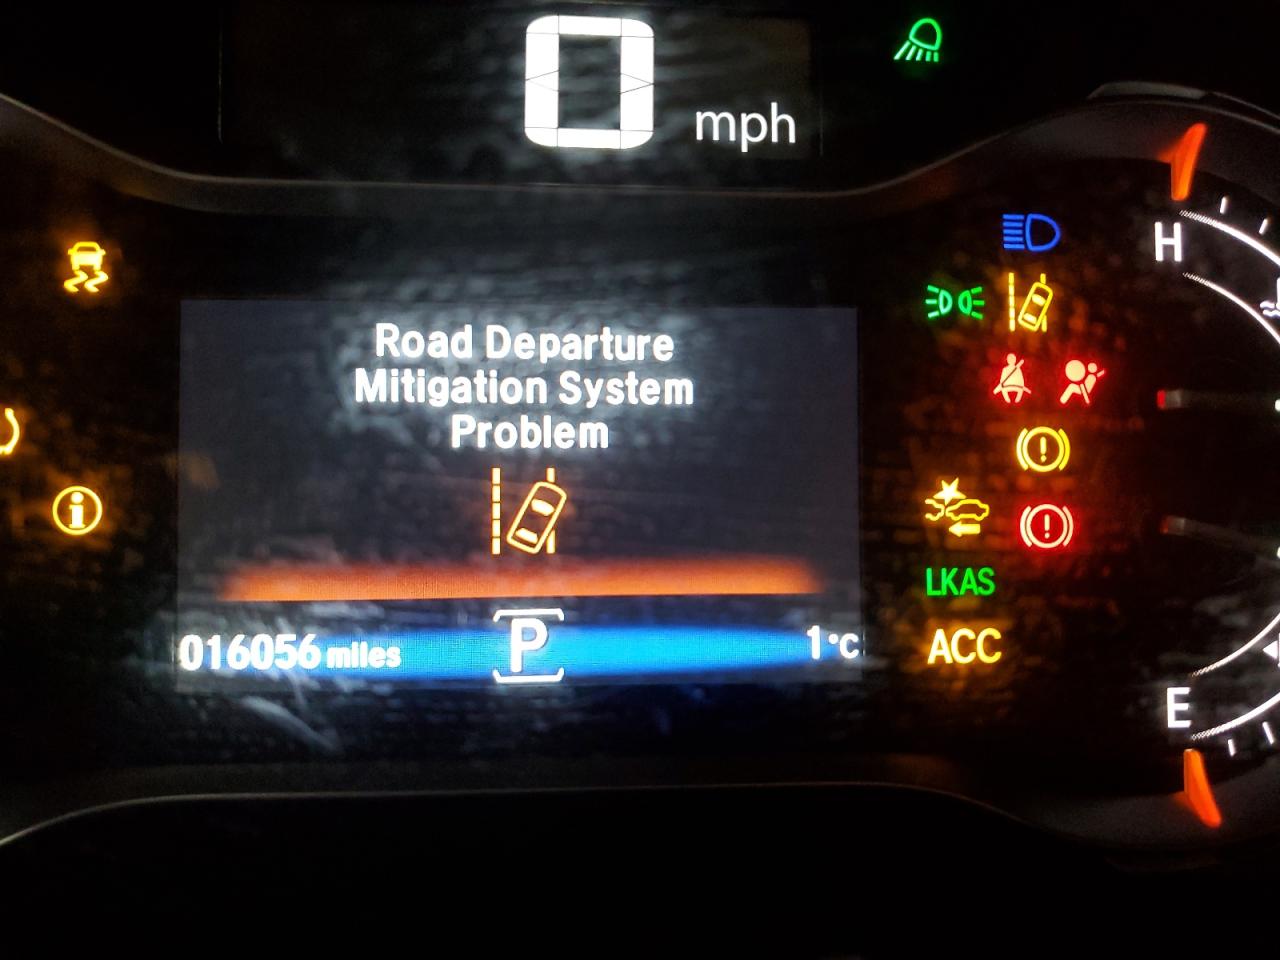 0 mph
H
Road Departure
Mitigation System
Problem
LKAS
016056 miles
P
1°C
ACC
E